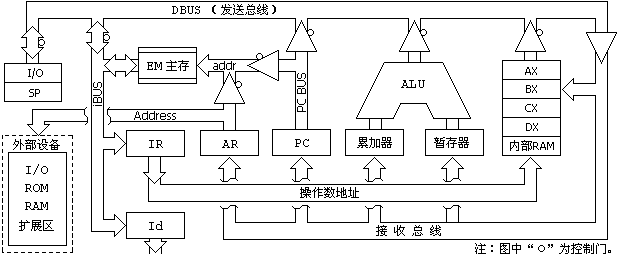 DBUS（发送总线）
I/O
SP
iBUS
EM 主存
addr
PC BUS
ALU
AX
BX
CX
DX
内部RAM
Address
外部设备
I/O
ROM
RAM
扩展区
IR
AR
PC
累加器
暂存器
操作数地址
接 收 总 线
Id
注：图中“○”为控制门。